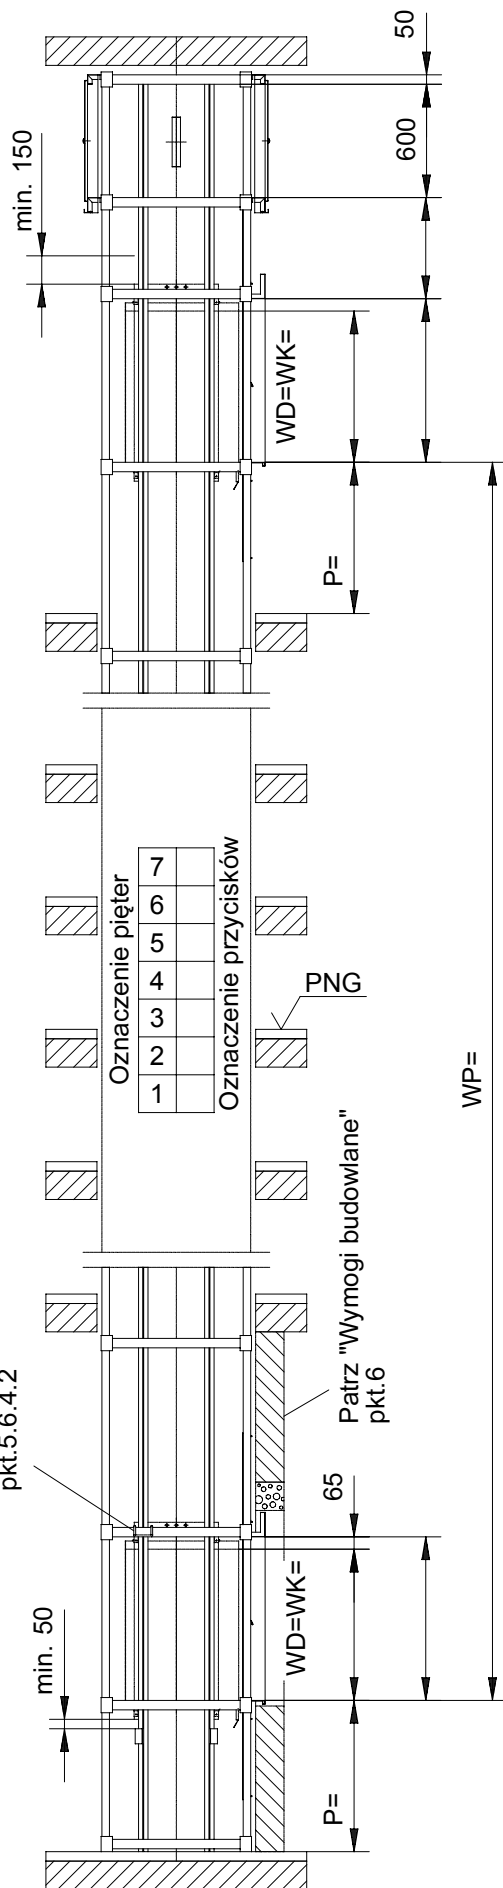 50
600
min. 150
WD=WK=
P=
Oznaczenie pięter
7
6
5
4
3
2
1
Oznaczenie przycisków
PNG
WP=
Patrz "Wymogi budowlane"
pkt.6
pkt.5.6.4.2
65
min. 50
WD=WK=
P=